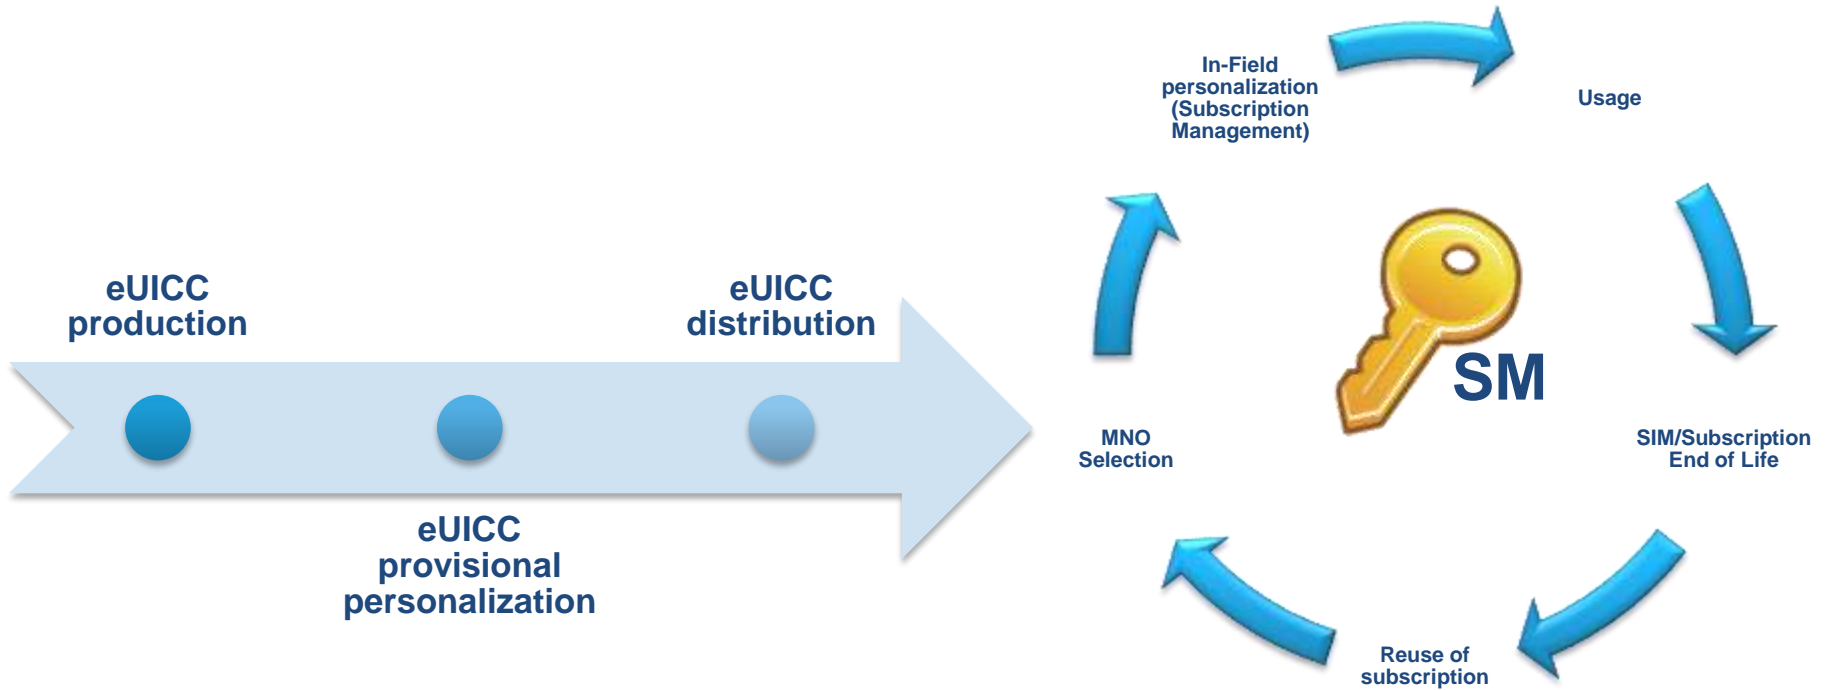 eUICC
production
eUICC
provisional
personalization
eUICC
distribution
In-Field
personalization
(Subscription
Management)
Usage
SIM/Subscription
End of Life
Reuse of
subscription
MNO
Selection
SM